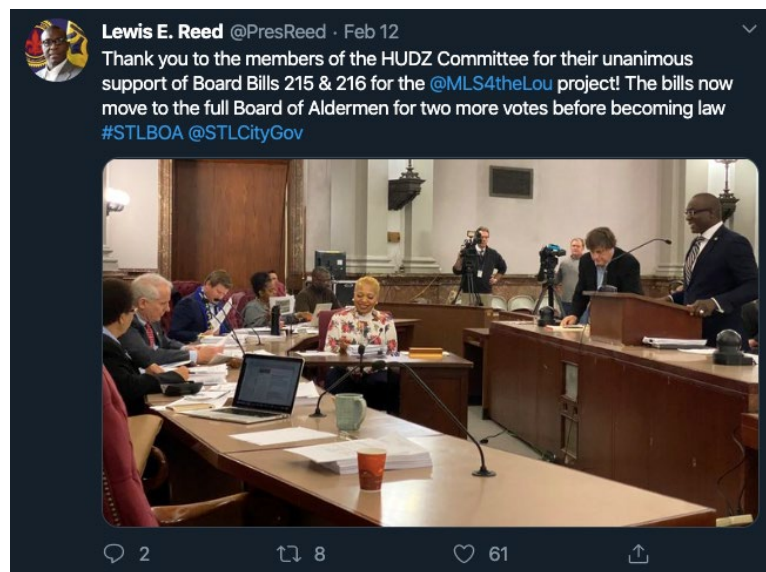 Lewis E. Reed @PresReed · Feb 12
Thank you to the members of the HUDZ Committee for their unanimous
support of Board Bills 215 & 216 for the @MLS4theLou project! The bills now
move to the full Board of Aldermen for two more votes before becoming law
#STLBOA @STLCityGov
2 8 61